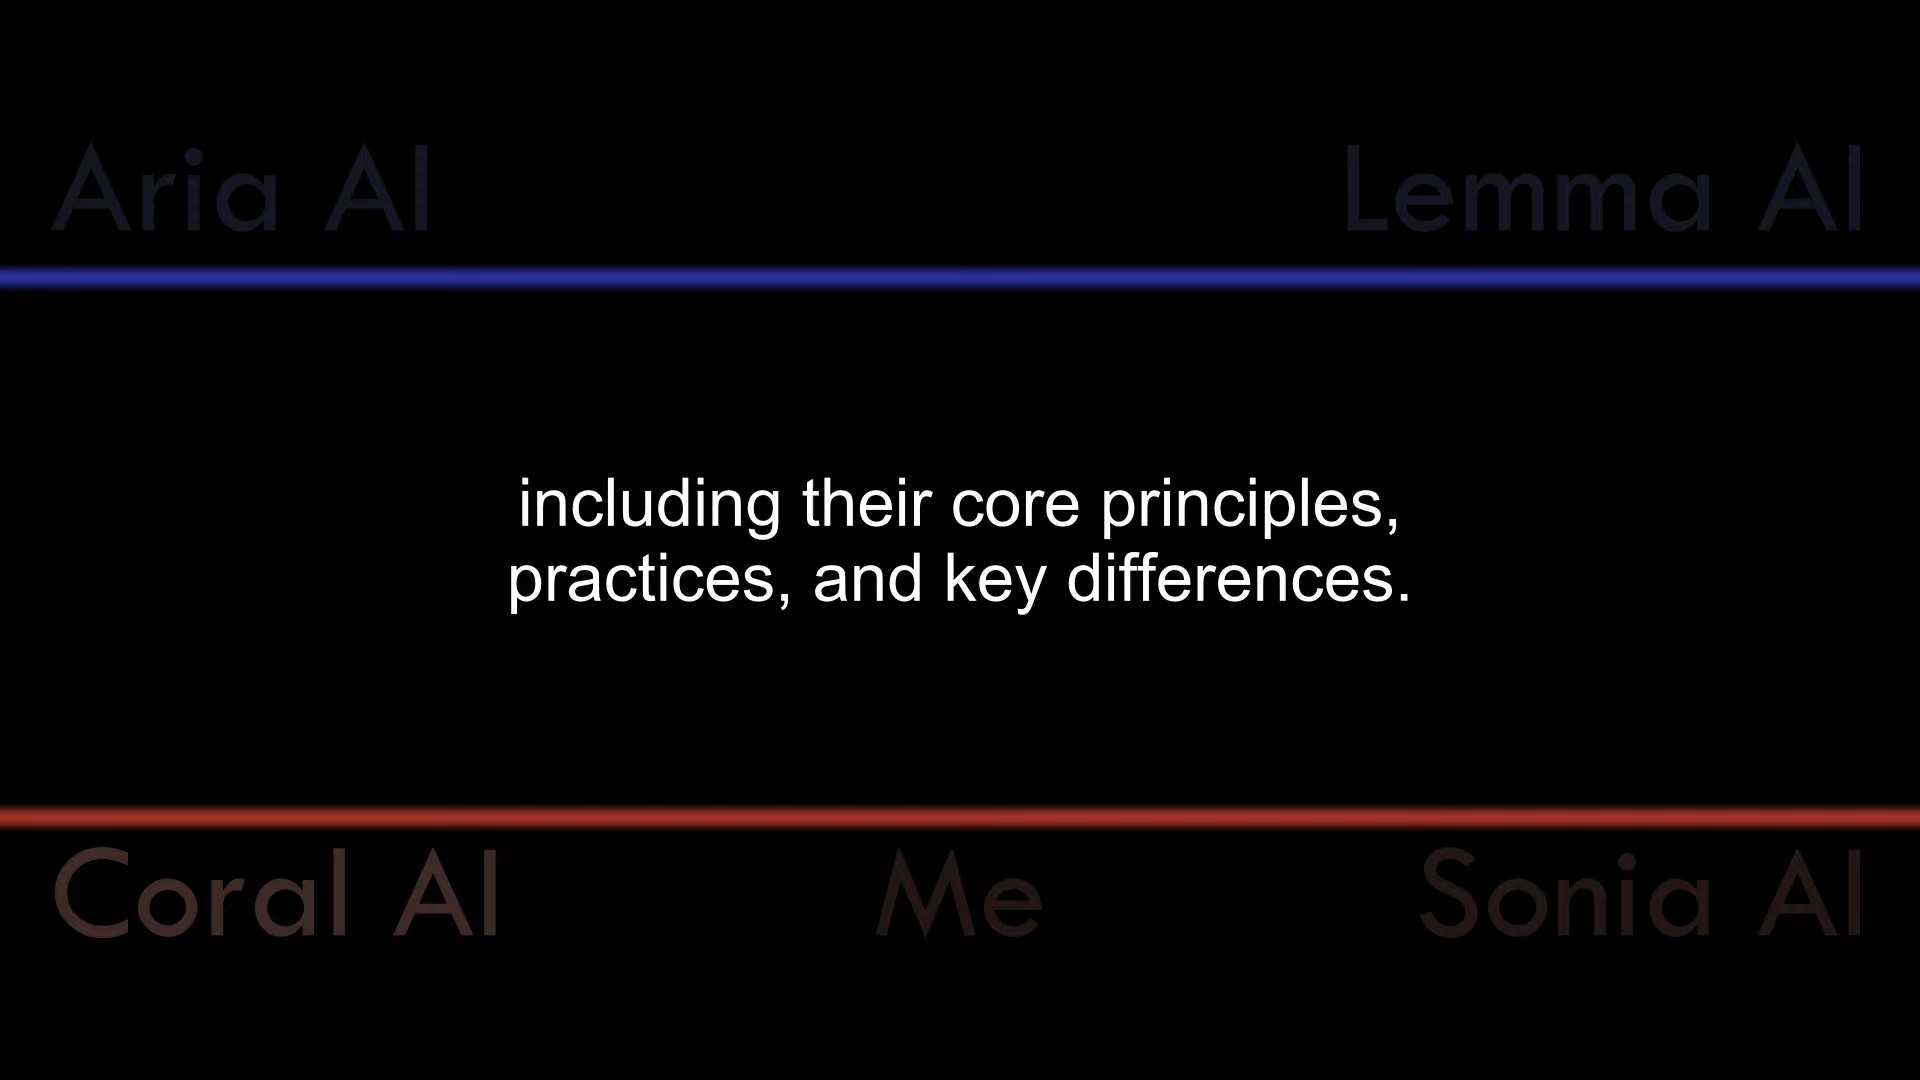 Aria AI
Lemma AI
including their core principles,
practices, and key differences.
Coral AI
Me
Sonia AI